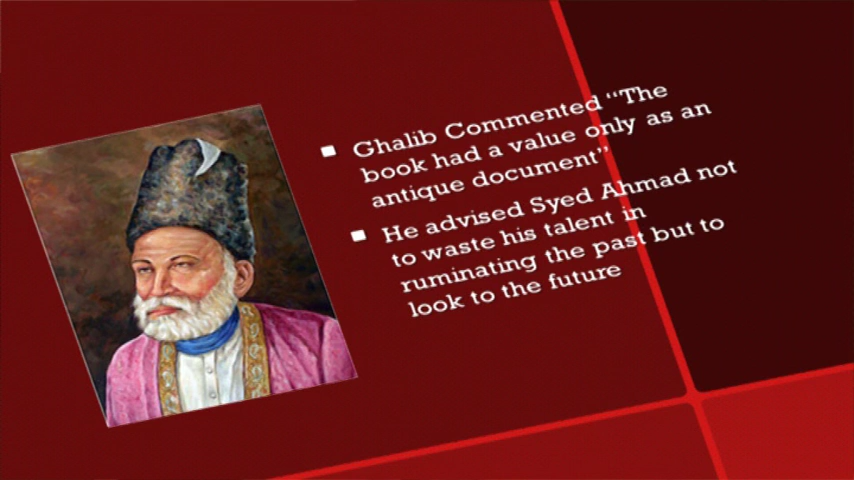 Ghalib Commented “The
book had a value only as an
antique document”
He advised Syed Ahmad not
to waste his talent in
ruminating the past but to
look to the future